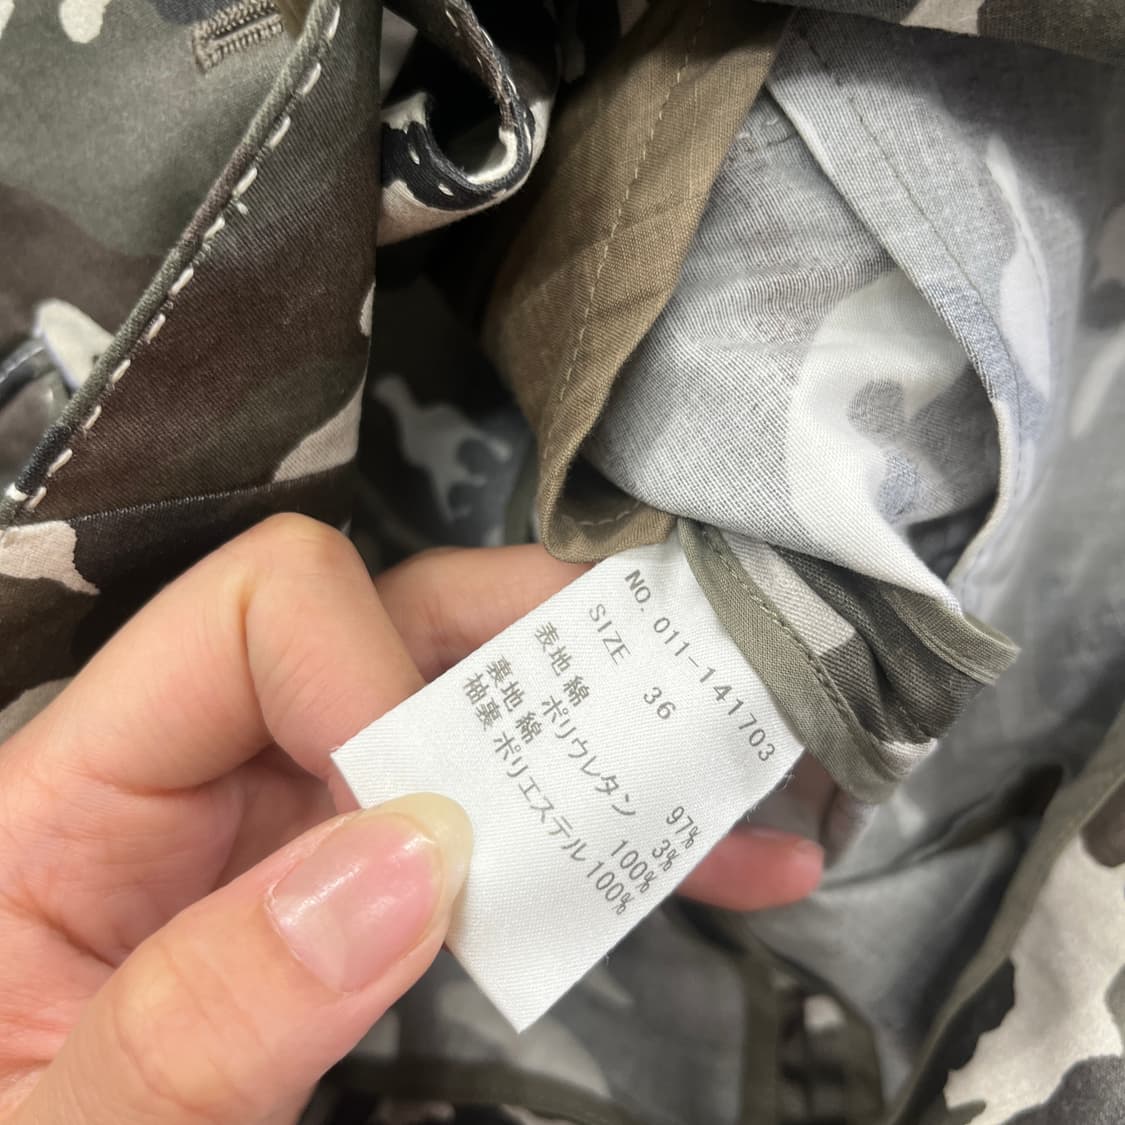 NO. 011-141703
SIZE 36
表地 綿 97%
ポリウレタン 3%
裏地 綿 100%
袖裏 ポリエステル 100%